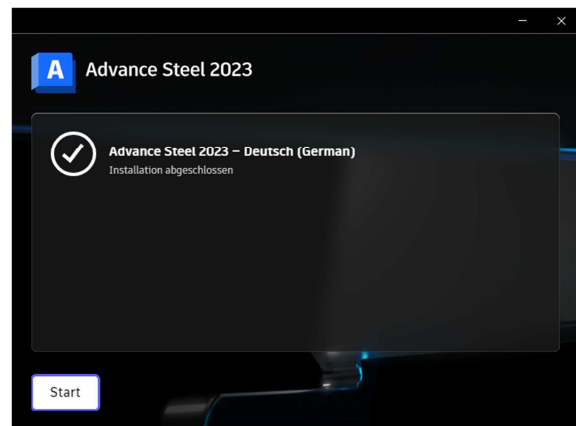 A
Advance Steel 2023
Advance Steel 2023 – Deutsch (German)
Installation abgeschlossen
Start